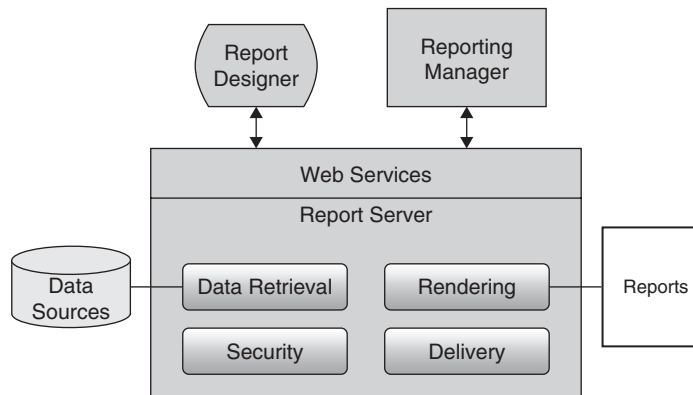 Report
Designer
Reporting
Manager
Web Services
Report Server
Data
Sources
Data Retrieval
Rendering
Reports
Security
Delivery